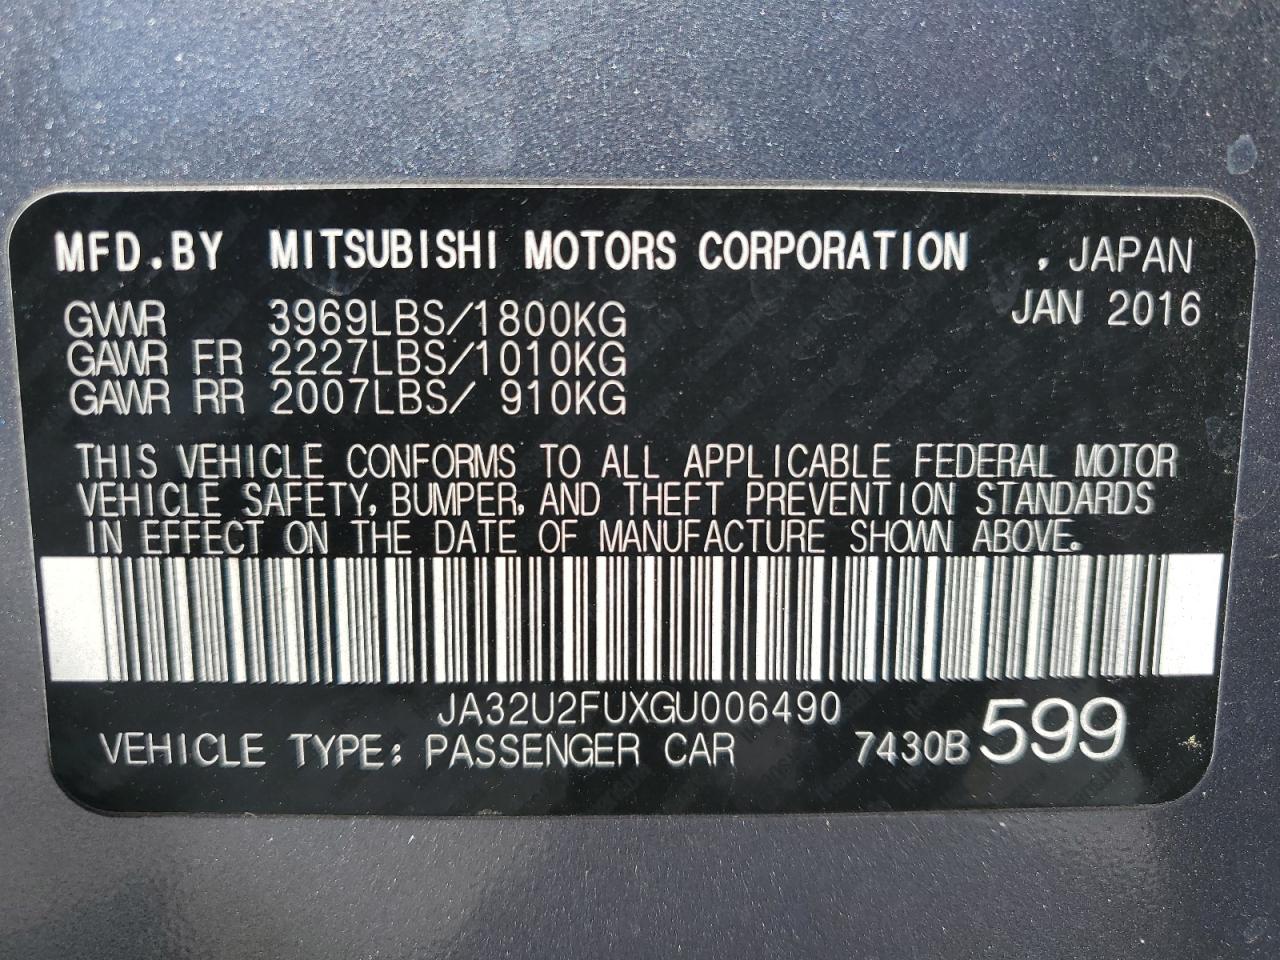 MFD.BY MITSUBISHI MOTORS CORPORATION , JAPAN
JAN 2016
GVWR 3969LBS/1800KG
GAWR FR 2227LBS/1010KG
GAWR RR 2007LBS/ 910KG
THIS VEHICLE CONFORMS TO ALL APPLICABLE FEDERAL MOTOR
VEHICLE SAFETY, BUMPER, AND THEFT PREVENTION STANDARDS
IN EFFECT ON THE DATE OF MANUFACTURE SHOWN ABOVE.
JA32U2FUXGU006490
VEHICLE TYPE: PASSENGER CAR 7430B 599